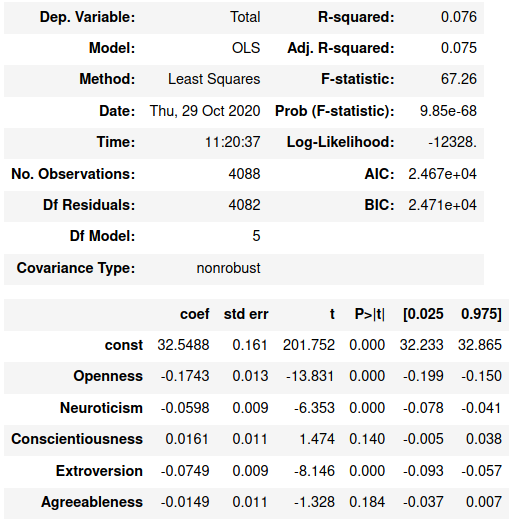 Dep. Variable: Total R-squared: 0.076
Model: OLS Adj. R-squared: 0.075
Method: Least Squares F-statistic: 67.26
Date: Thu, 29 Oct 2020 Prob (F-statistic): 9.85e-68
Time: 11:20:37 Log-Likelihood: -12328.
No. Observations: 4088 AIC: 2.467e+04
Df Residuals: 4082 BIC: 2.471e+04
Df Model: 5
Covariance Type: nonrobust
coef std err t P>|t| [0.025 0.975]
const 32.5488 0.161 201.752 0.000 32.233 32.865
Openness -0.1743 0.013 -13.831 0.000 -0.199 -0.150
Neuroticism -0.0598 0.009 -6.353 0.000 -0.078 -0.041
Conscientiousness 0.0161 0.011 1.474 0.140 -0.005 0.038
Extroversion -0.0749 0.009 -8.146 0.000 -0.093 -0.057
Agreeableness -0.0149 0.011 -1.328 0.184 -0.037 0.007